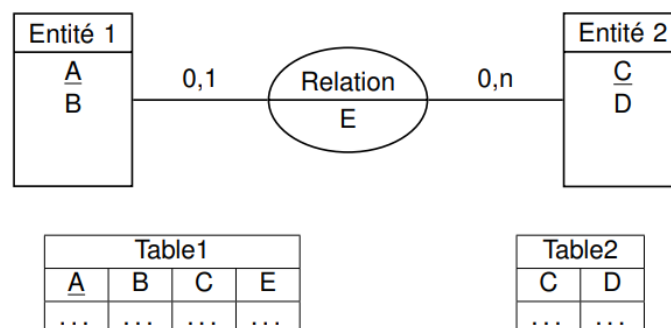 Entité 1
A
B
0,1
Relation
E
0,n
Entité 2
C
D
Table1
A B C E
... ... ... ...
Table2
C D
... ...